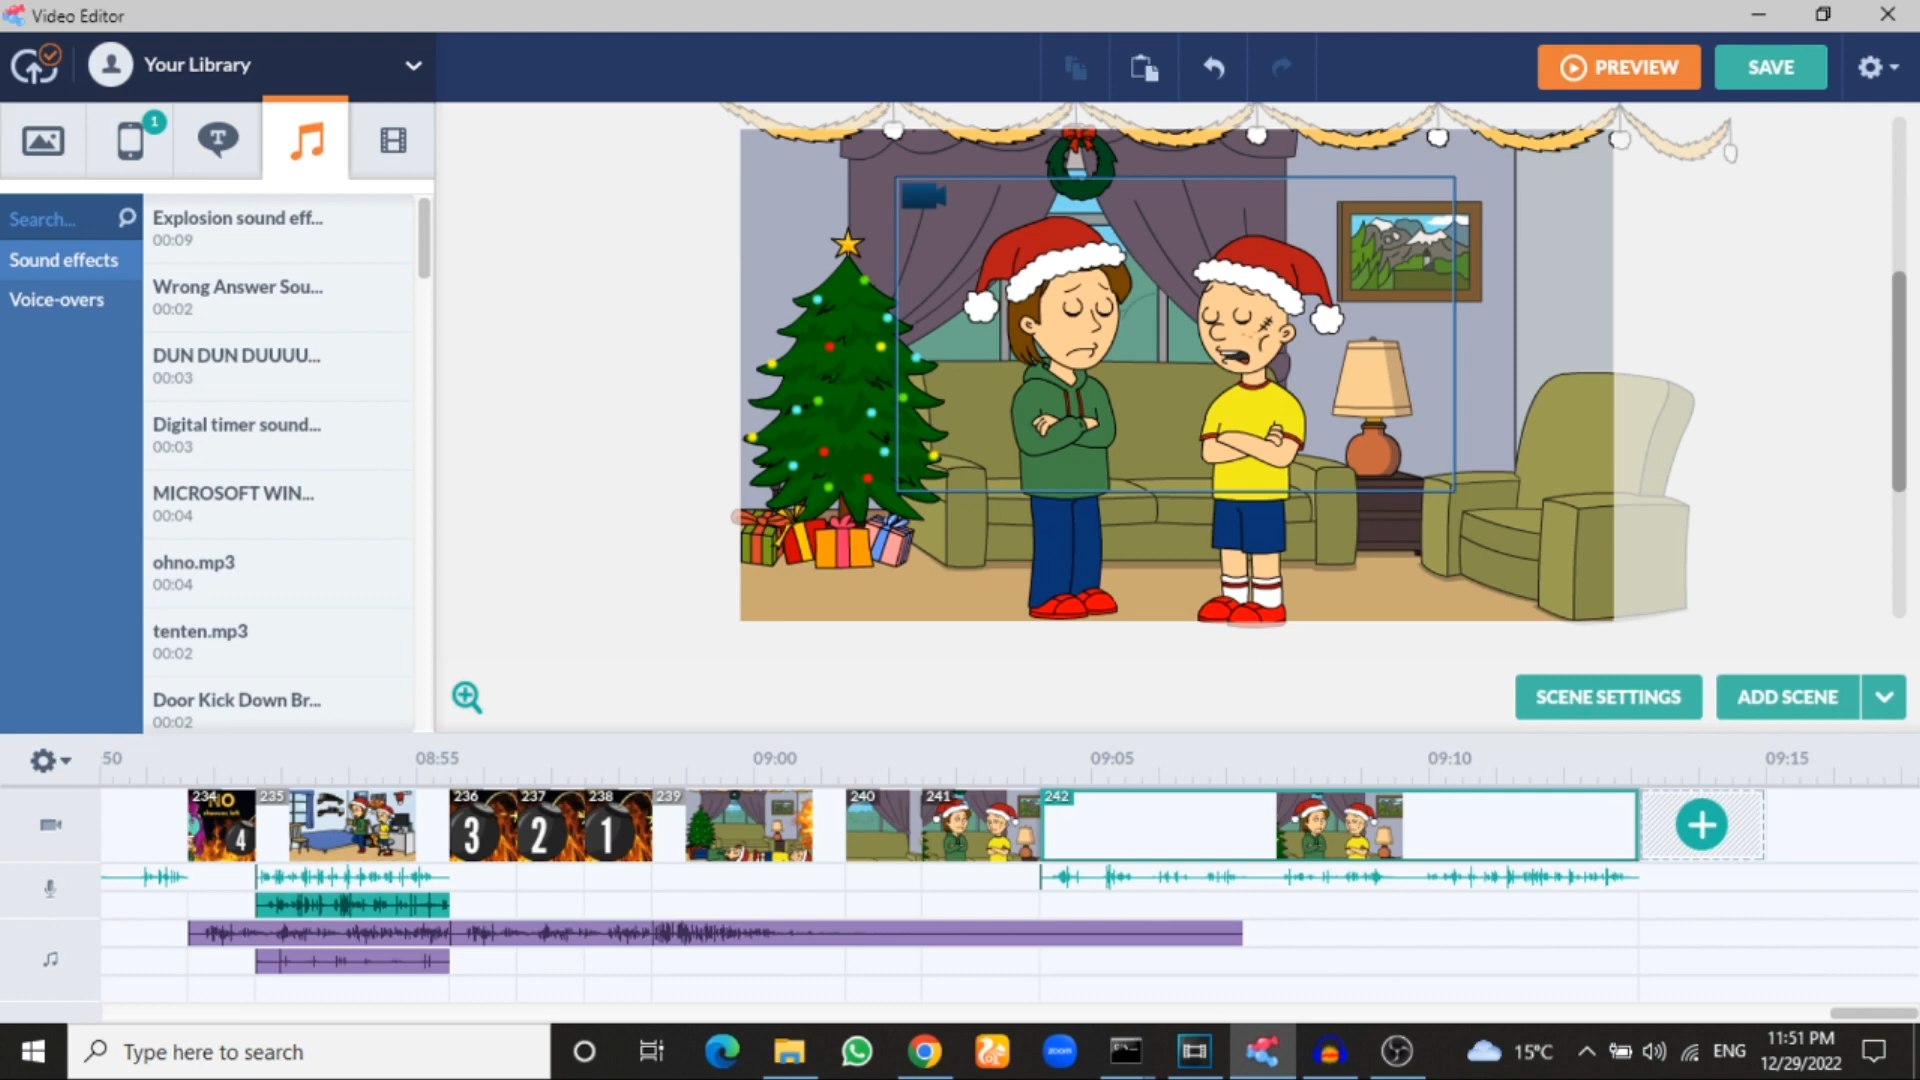 Video Editor
Your Library
PREVIEW
SAVE
1
T
Search...
Sound effects
Voice-overs
Explosion sound eff...
00:09
Wrong Answer Sou...
00:02
DUN DUN DUUUU...
00:03
Digital timer sound...
00:03
MICROSOFT WIN...
00:04
ohno.mp3
00:04
tenten.mp3
00:02
Door Kick Down Br...
00:02
SCENE SETTINGS
ADD SCENE
50
08:55
09:00
09:05
09:10
09:15
234
NO
4
235
236
3
237
2
238
1
239
240
241
242
Type here to search
zoom
15°C
ENG
11:51 PM
12/29/2022